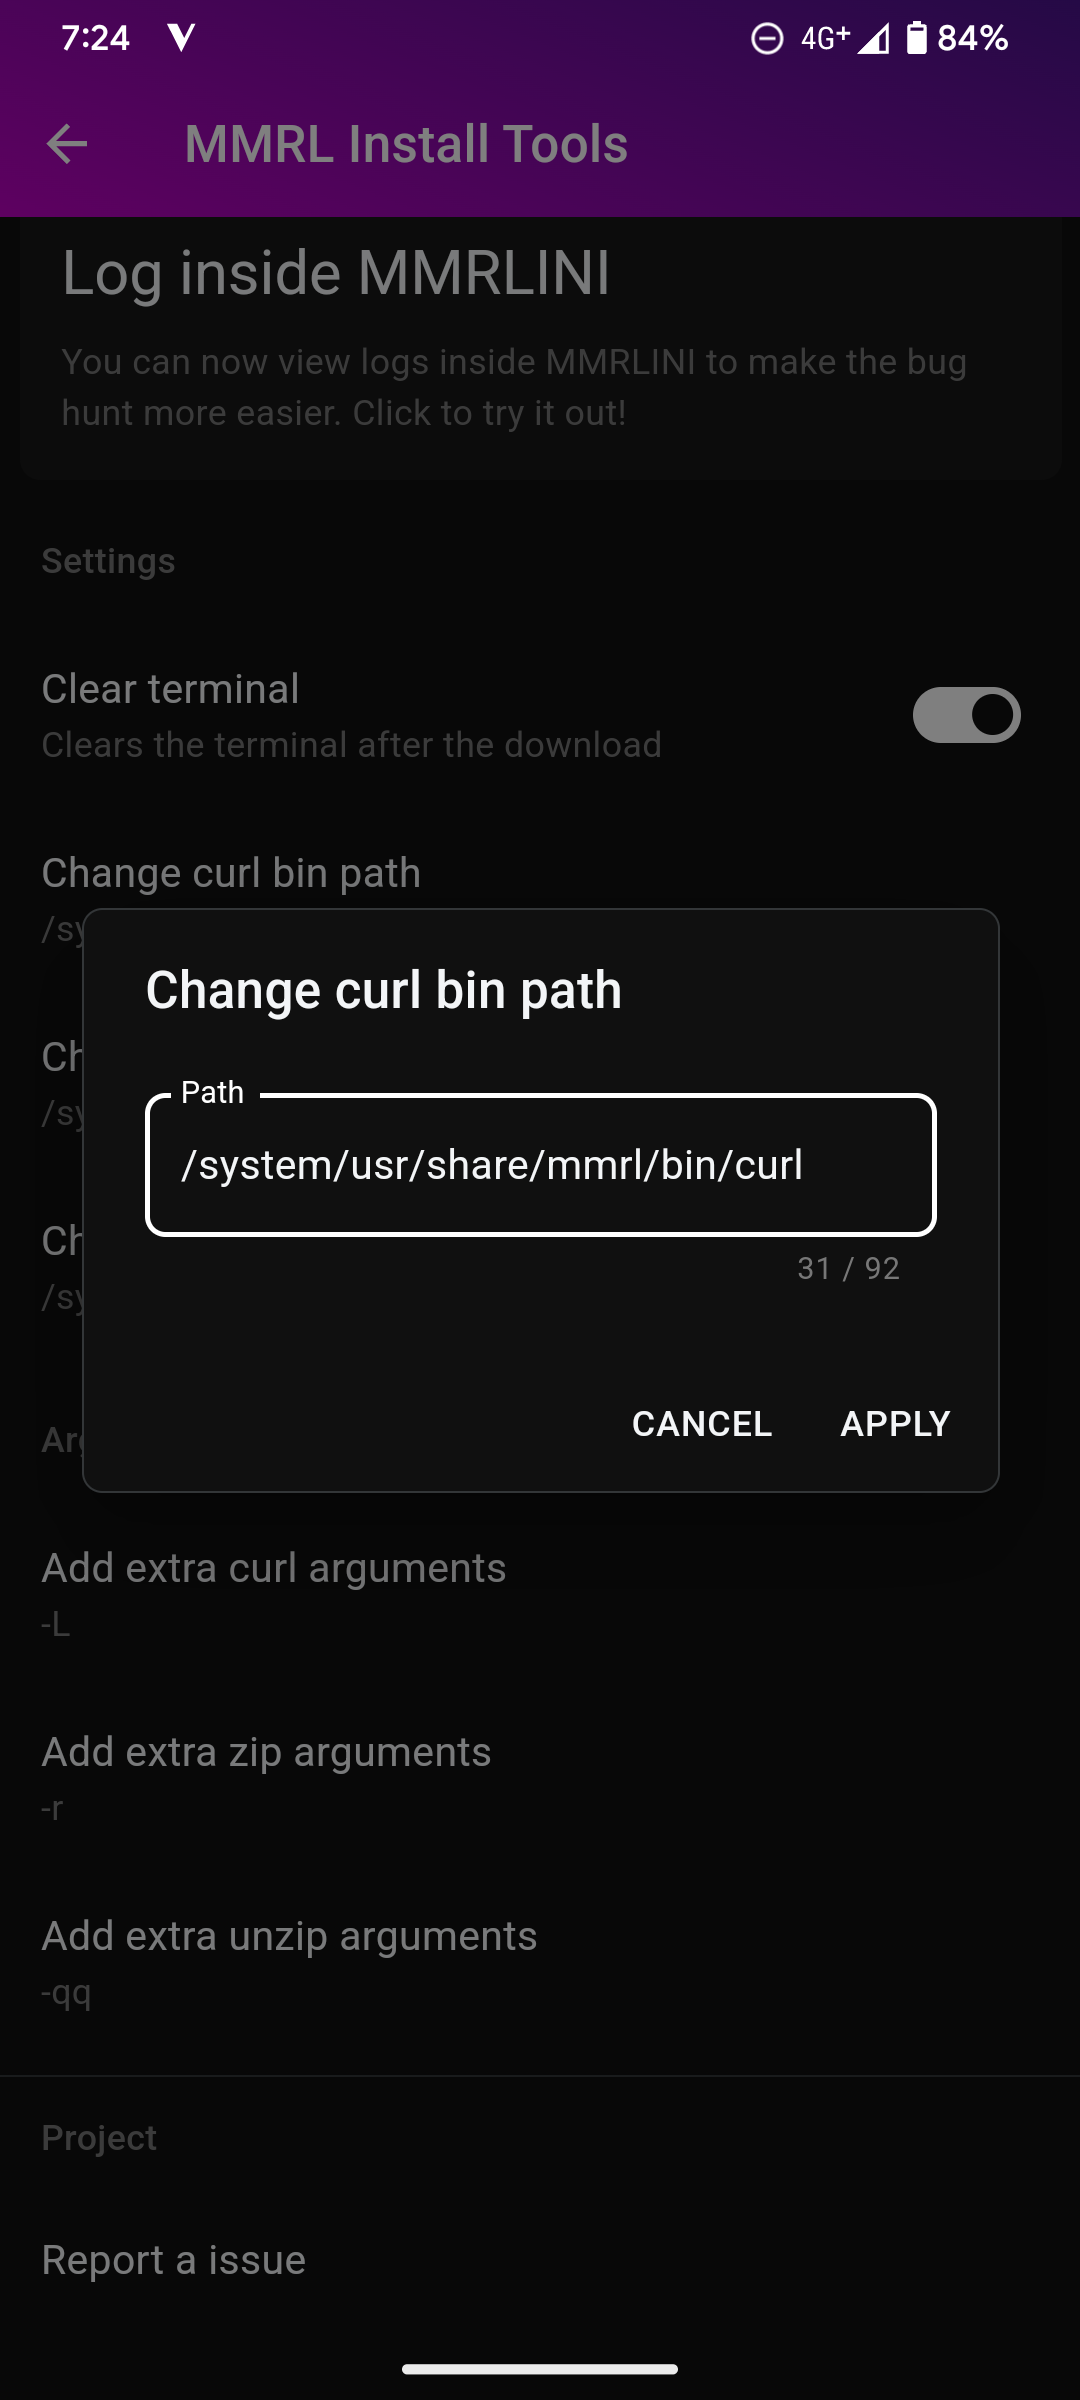 7:24 4G+ 84%
MMRL Install Tools
Log inside MMRLINI
You can now view logs inside MMRLINI to make the bug
hunt more easier. Click to try it out!
Settings
Clear terminal
Clears the terminal after the download
Change curl bin path
/sy
Change curl bin path
Path
/system/usr/share/mmrl/bin/curl
31 / 92
CANCEL APPLY
Ch
/sy
Ch
/sy
Arg
Add extra curl arguments
-L
Add extra zip arguments
-r
Add extra unzip arguments
-qq
Project
Report a issue